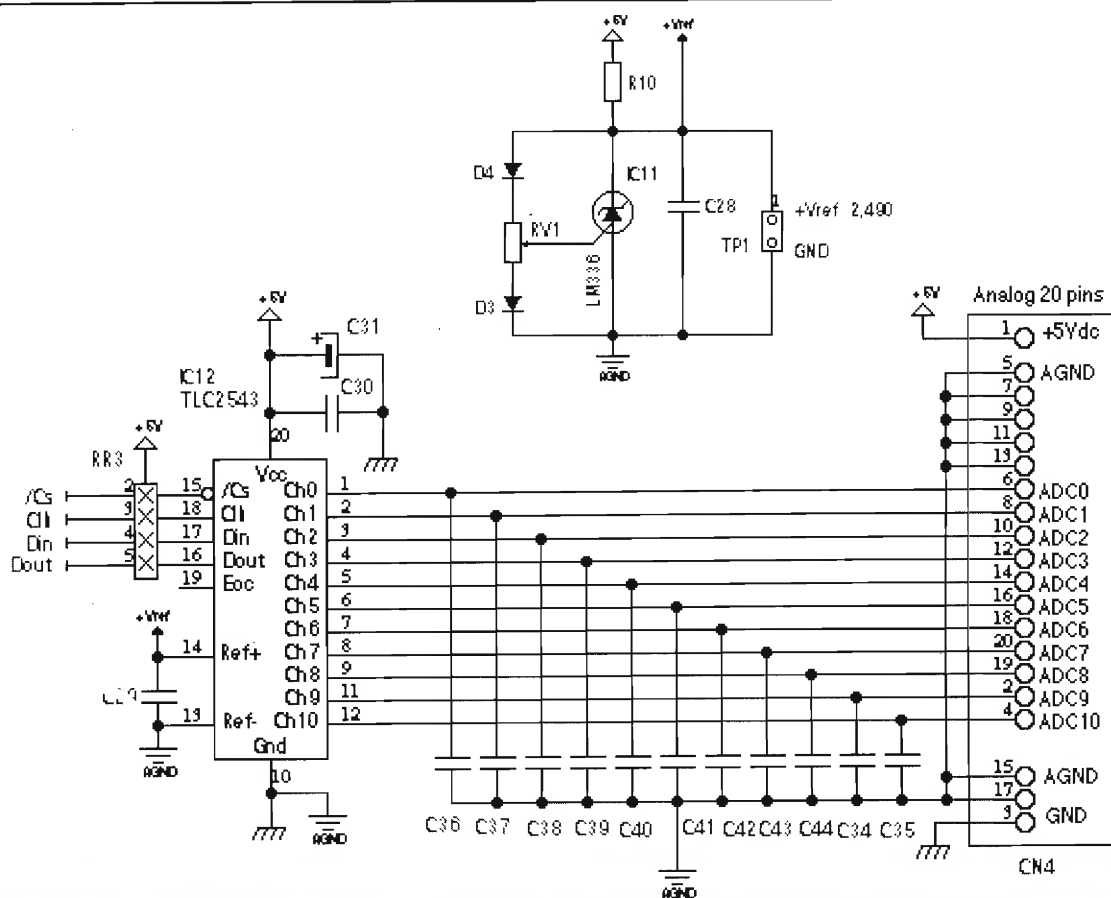 +5V
+Vref
R10
D4
IC11
C28
1
+Vref 2,490
RV1
TP1
GND
LM336
D3
AGND
+5V
C31
+
IC12
TLC2543
C30
20
+5V
RR3
Vcc
/Cs 2 15 /Cs Ch0 1
3 18 Ch1 2
Din 4 17 Din Ch2 3
Dout 5 16 Dout Ch3 4
19 Eoc Ch4 5
Ch5 6
Ch6 7
+Vref
14 Ref+ Ch7 8
Ch8 9
Ch9 11
13 Ref- Ch10 12
AGND
Gnd
10
AGND
C36 C37 C38 C39 C40 C41 C42 C43 C44 C34 C35
AGND
+5V
Analog 20 pins
1 +5Vdc
5 AGND
7
9
11
13
6 ADC0
8 ADC1
10 ADC2
12 ADC3
14 ADC4
16 ADC5
18 ADC6
20 ADC7
19 ADC8
2 ADC9
4 ADC10
15 AGND
17
3 GND
CN4